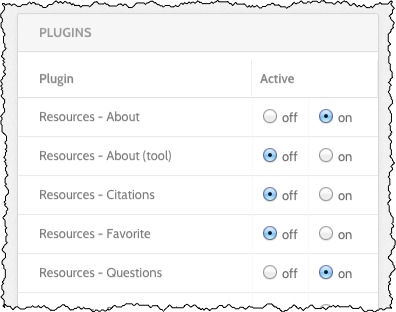 PLUGINS
Plugin Active
Resources - About off on
Resources - About (tool) off on
Resources - Citations off on
Resources - Favorite off on
Resources - Questions off on